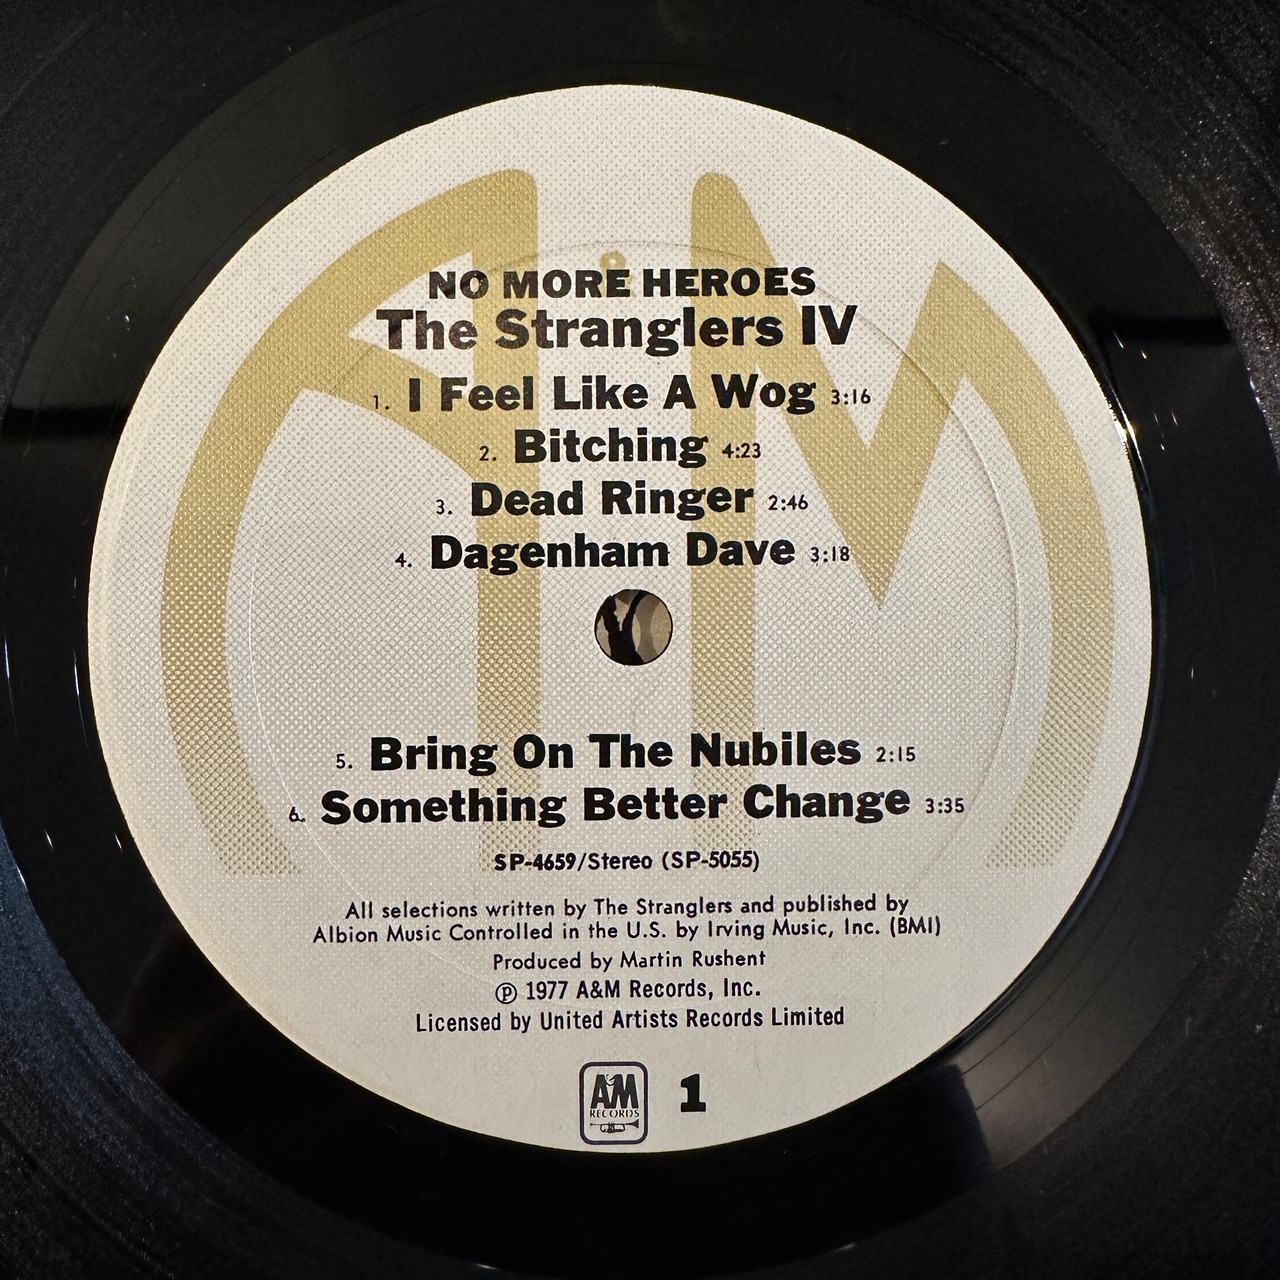 NO MORE HEROES
The Stranglers IV
1. I Feel Like A Wog 3:16
2. Bitching 4:23
3. Dead Ringer 2:46
4. Dagenham Dave 3:18
5. Bring On The Nubiles 2:15
6. Something Better Change 3:35
SP-4659/Stereo (SP-5055)
All selections written by The Stranglers and published by
Albion Music Controlled in the U.S. by Irving Music, Inc. (BMI)
Produced by Martin Rushent
℗ 1977 A&M Records, Inc.
Licensed by United Artists Records Limited
AM
RECORDS
1